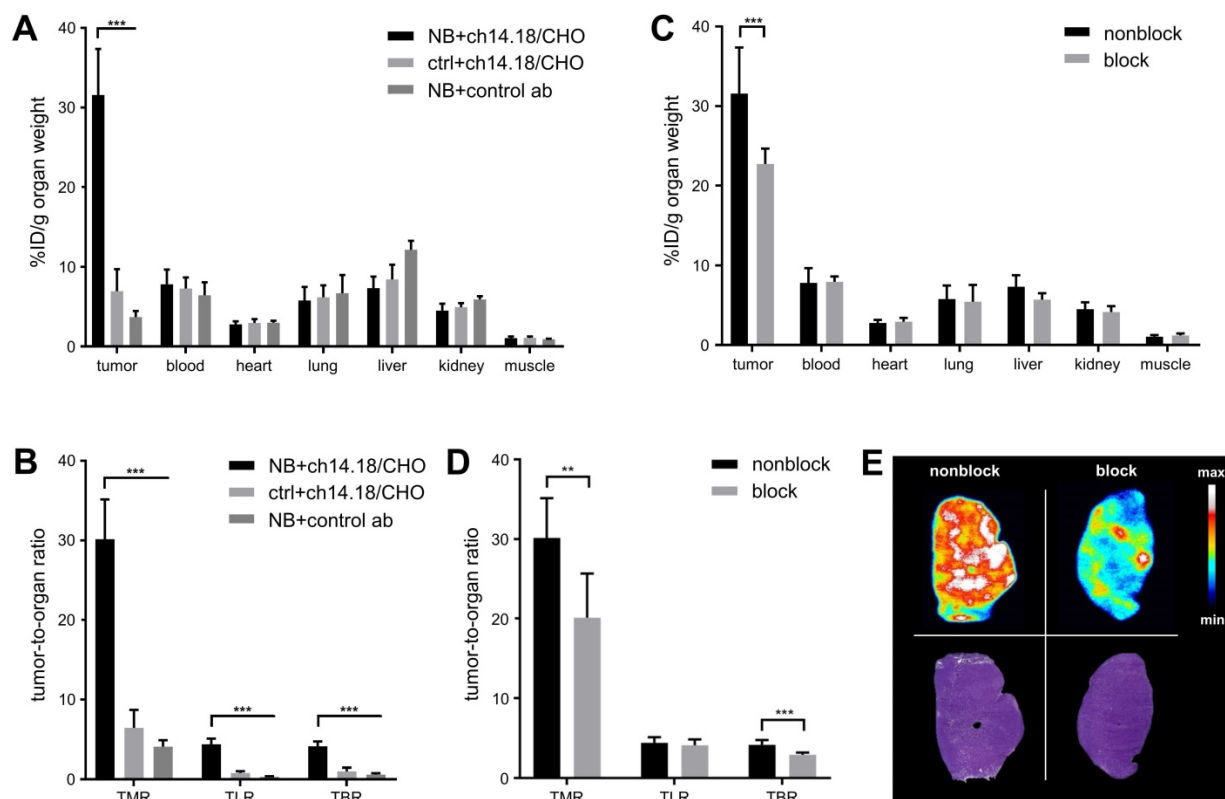 A
***
40
30
20
10
0
%ID/g organ weight
NB+ch14.18/CHO
ctrl+ch14.18/CHO
NB+control ab
tumor blood heart lung liver kidney muscle
C
***
40
30
20
10
0
%ID/g organ weight
nonblock
block
tumor blood heart lung liver kidney muscle
B
***
***
***
40
30
20
10
0
tumor-to-organ ratio
NB+ch14.18/CHO
ctrl+ch14.18/CHO
NB+control ab
TMR TLR TBR
D
**
***
40
30
20
10
0
tumor-to-organ ratio
nonblock
block
TMR TLR TBR
E
nonblock block
max
min